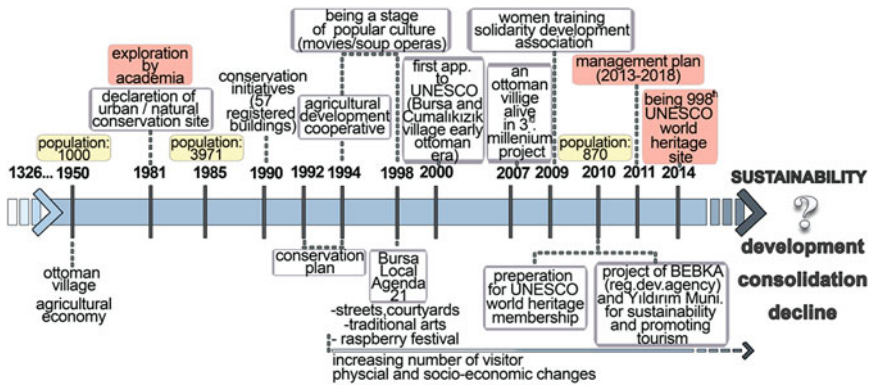 being a stage
of popular culture
(movies/soup operas)
women training
solidarity development
association
exploration
by
academia
management plan
(2013-2018)
declaretion of
urban / natural
conservation site
conservation
initiatives
(57
registered
buildings)
agricultural
development
cooperative
first app.
to
UNESCO
(Bursa and
Cumalıkızık
village early
ottoman
era)
an
ottoman
villige
alive
in 3rd.
millenium
project
being 998th
UNESCO
world
heritage
site
population:
1000
population:
3971
population:
870
1326... 1950 1981 1985 1990 1992 1994 1998 2000 2007 2009 2010 2011 2014
SUSTAINABILITY
?
development
consolidation
decline
ottoman
village
agricultural
economy
conservation
plan
Bursa
Local
Agenda
21
-streets,courtyards
-traditional arts
- raspberry festival
preperation
for UNESCO
world heritage
membership
project of BEBKA
(reg.dev.agency)
and Yıldırım Muni.
for sustainability
and promoting
tourism
increasing number of visitor
physcial and socio-economic changes